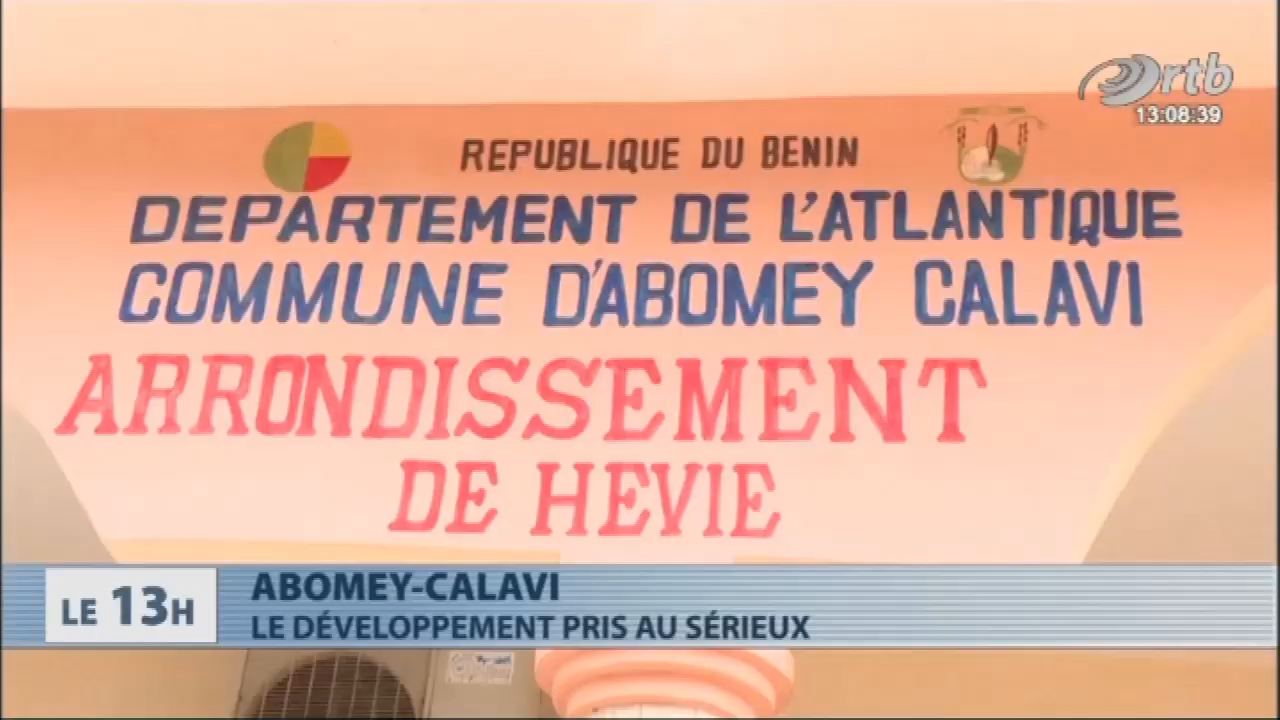 ortb
13:08:39
REPUBLIQUE DU BENIN
DEPARTEMENT DE L'ATLANTIQUE
COMMUNE D'ABOMEY CALAVI
ARRONDISSEMENT
DE HEVIE
LE 13H
ABOMEY-CALAVI
LE DÉVELOPPEMENT PRIS AU SÉRIEUX